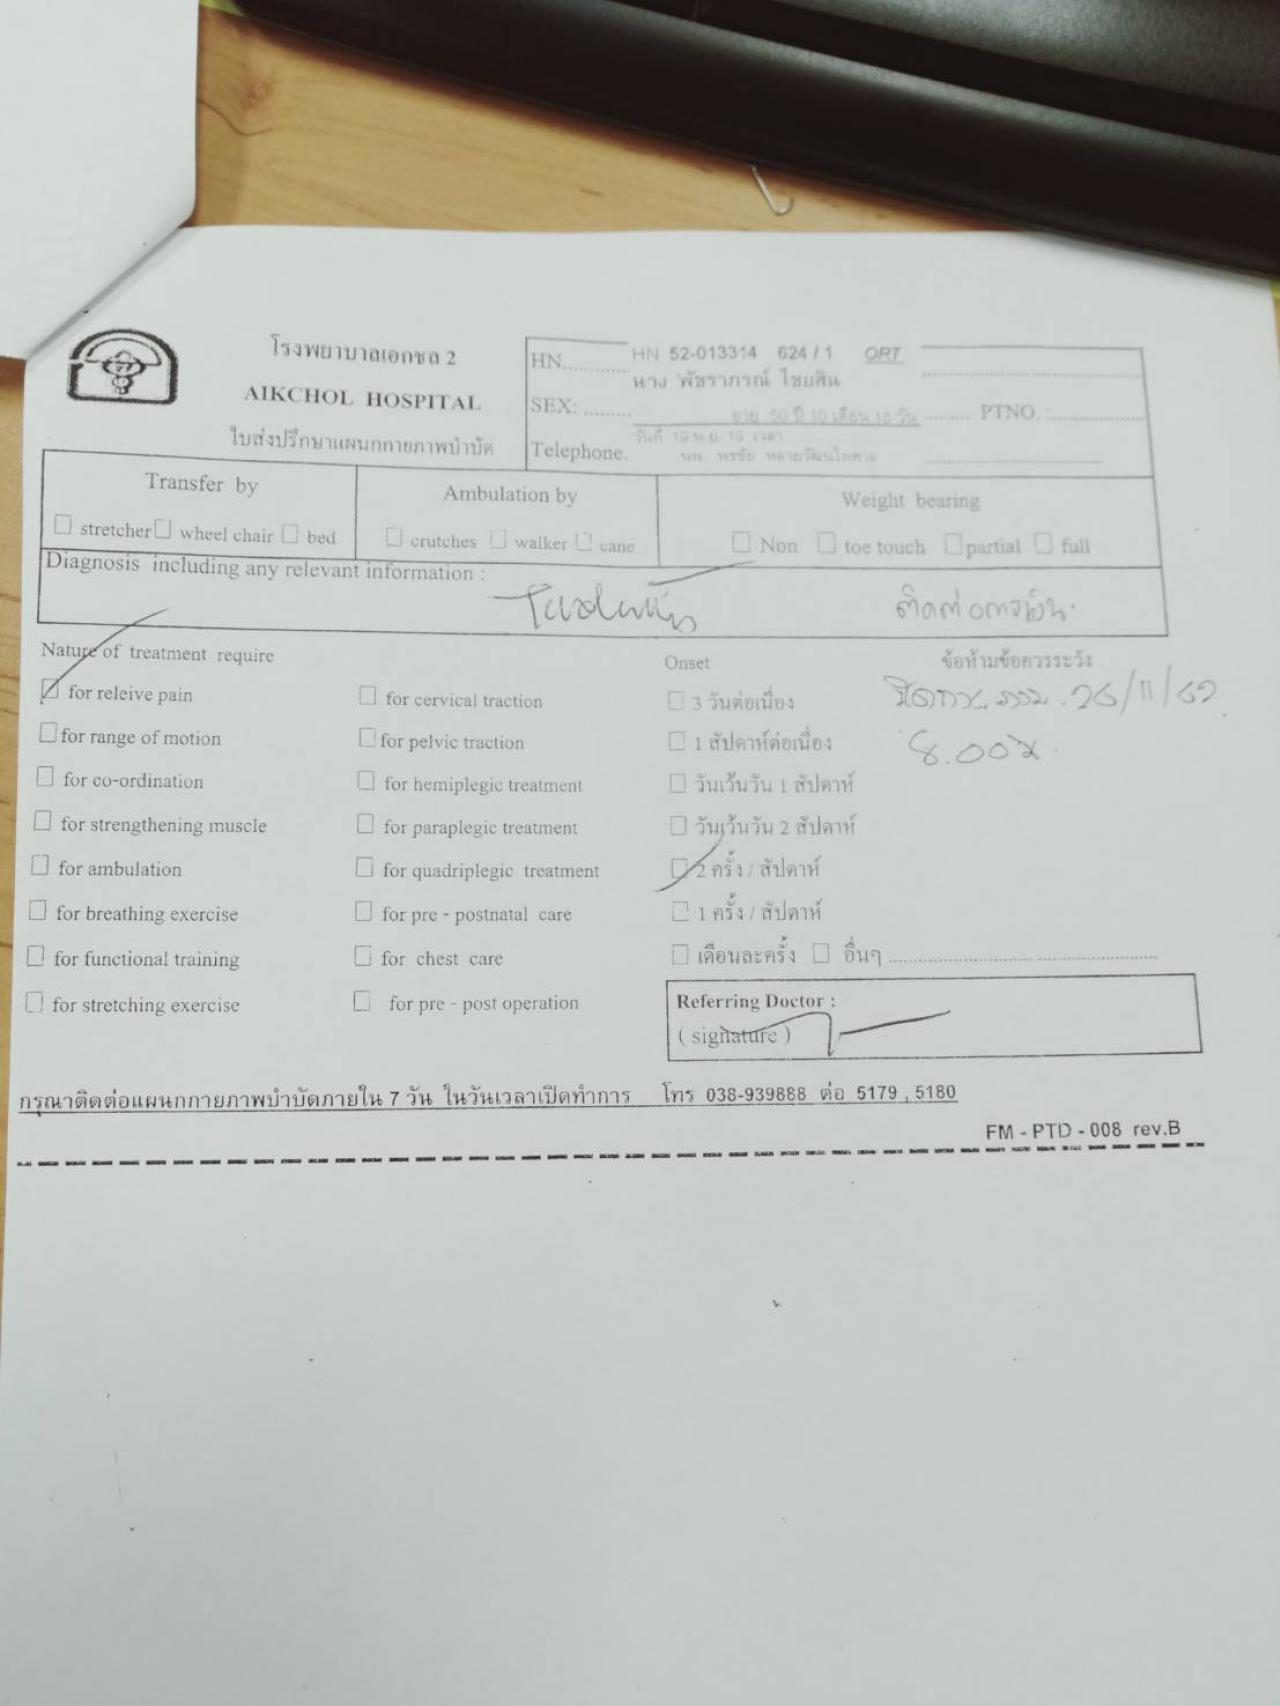 โรงพยาบาลเอกชล 2
AIKCHOL HOSPITAL
ใบส่งปรึกษาแผนกกายภาพบำบัด
HN............ HN 52-013314 624/1 ORT
นาง พัชราภรณ์ ไชยสิน
SEX: ......... อายุ 50 ปี 10 เดือน 18 วัน ......... PTNO. :
วันที่ 19 พ.ย. 19 เวลา
Telephone. นพ. พรชัย
Transfer by Ambulation by Weight bearing
stretcher wheel chair bed crutches walker cane Non toe touch partial full
Diagnosis including any relevant information :
Nature of treatment require Onset ข้อห้ามข้อควรระวัง
for releive pain for cervical traction 3 วันต่อเนื่อง 26/11/62
for range of motion for pelvic traction 1 สัปดาห์ต่อเนื่อง 8.00น.
for co-ordination for hemiplegic treatment วันเว้นวัน 1 สัปดาห์
for strengthening muscle for paraplegic treatment วันเว้นวัน 2 สัปดาห์
for ambulation for quadriplegic treatment 2 ครั้ง / สัปดาห์
for breathing exercise for pre - postnatal care 1 ครั้ง / สัปดาห์
for functional training for chest care เดือนละครั้ง อื่นๆ
for stretching exercise for pre - post operation
Referring Doctor :
( signature )
กรุณาติดต่อแผนกกายภาพบำบัดภายใน 7 วัน ในวันเวลาเปิดทำการ โทร 038-939888 ต่อ 5179 , 5180
FM - PTD - 008 rev.B